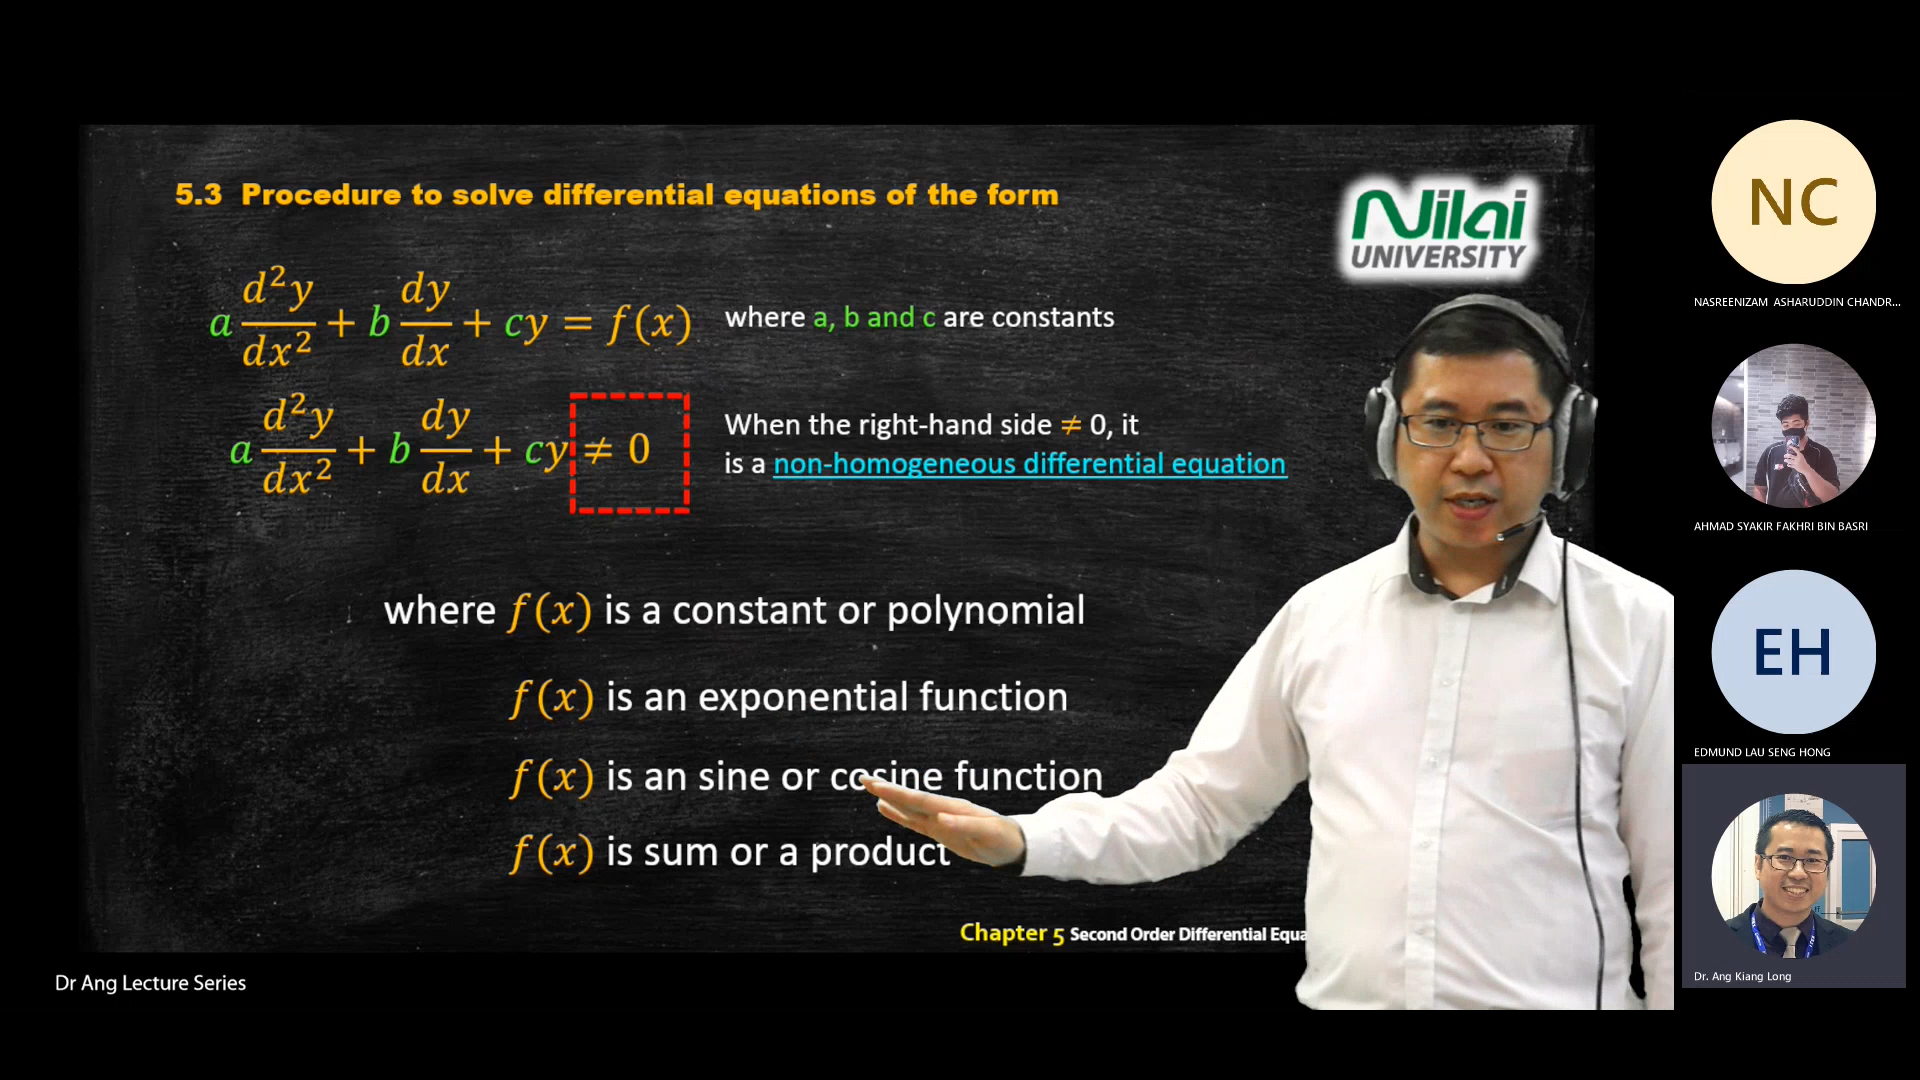 5.3 Procedure to solve differential equations of the form
Nilai
UNIVERSITY
a d²y/dx² + b dy/dx + cy = f(x) where a, b and c are constants
a d²y/dx² + b dy/dx + cy ≠ 0
When the right-hand side ≠ 0, it
is a non-homogeneous differential equation
where f(x) is a constant or polynomial
f(x) is an exponential function
f(x) is an sine or cosine function
f(x) is sum or a product
Chapter 5 Second Order Differential Equa
Dr Ang Lecture Series
NC
NASREENIZAM ASHARUDDIN CHANDR...
AHMAD SYAKIR FAKHRI BIN BASRI
EH
EDMUND LAU SENG HONG
Dr. Ang Kiang Long